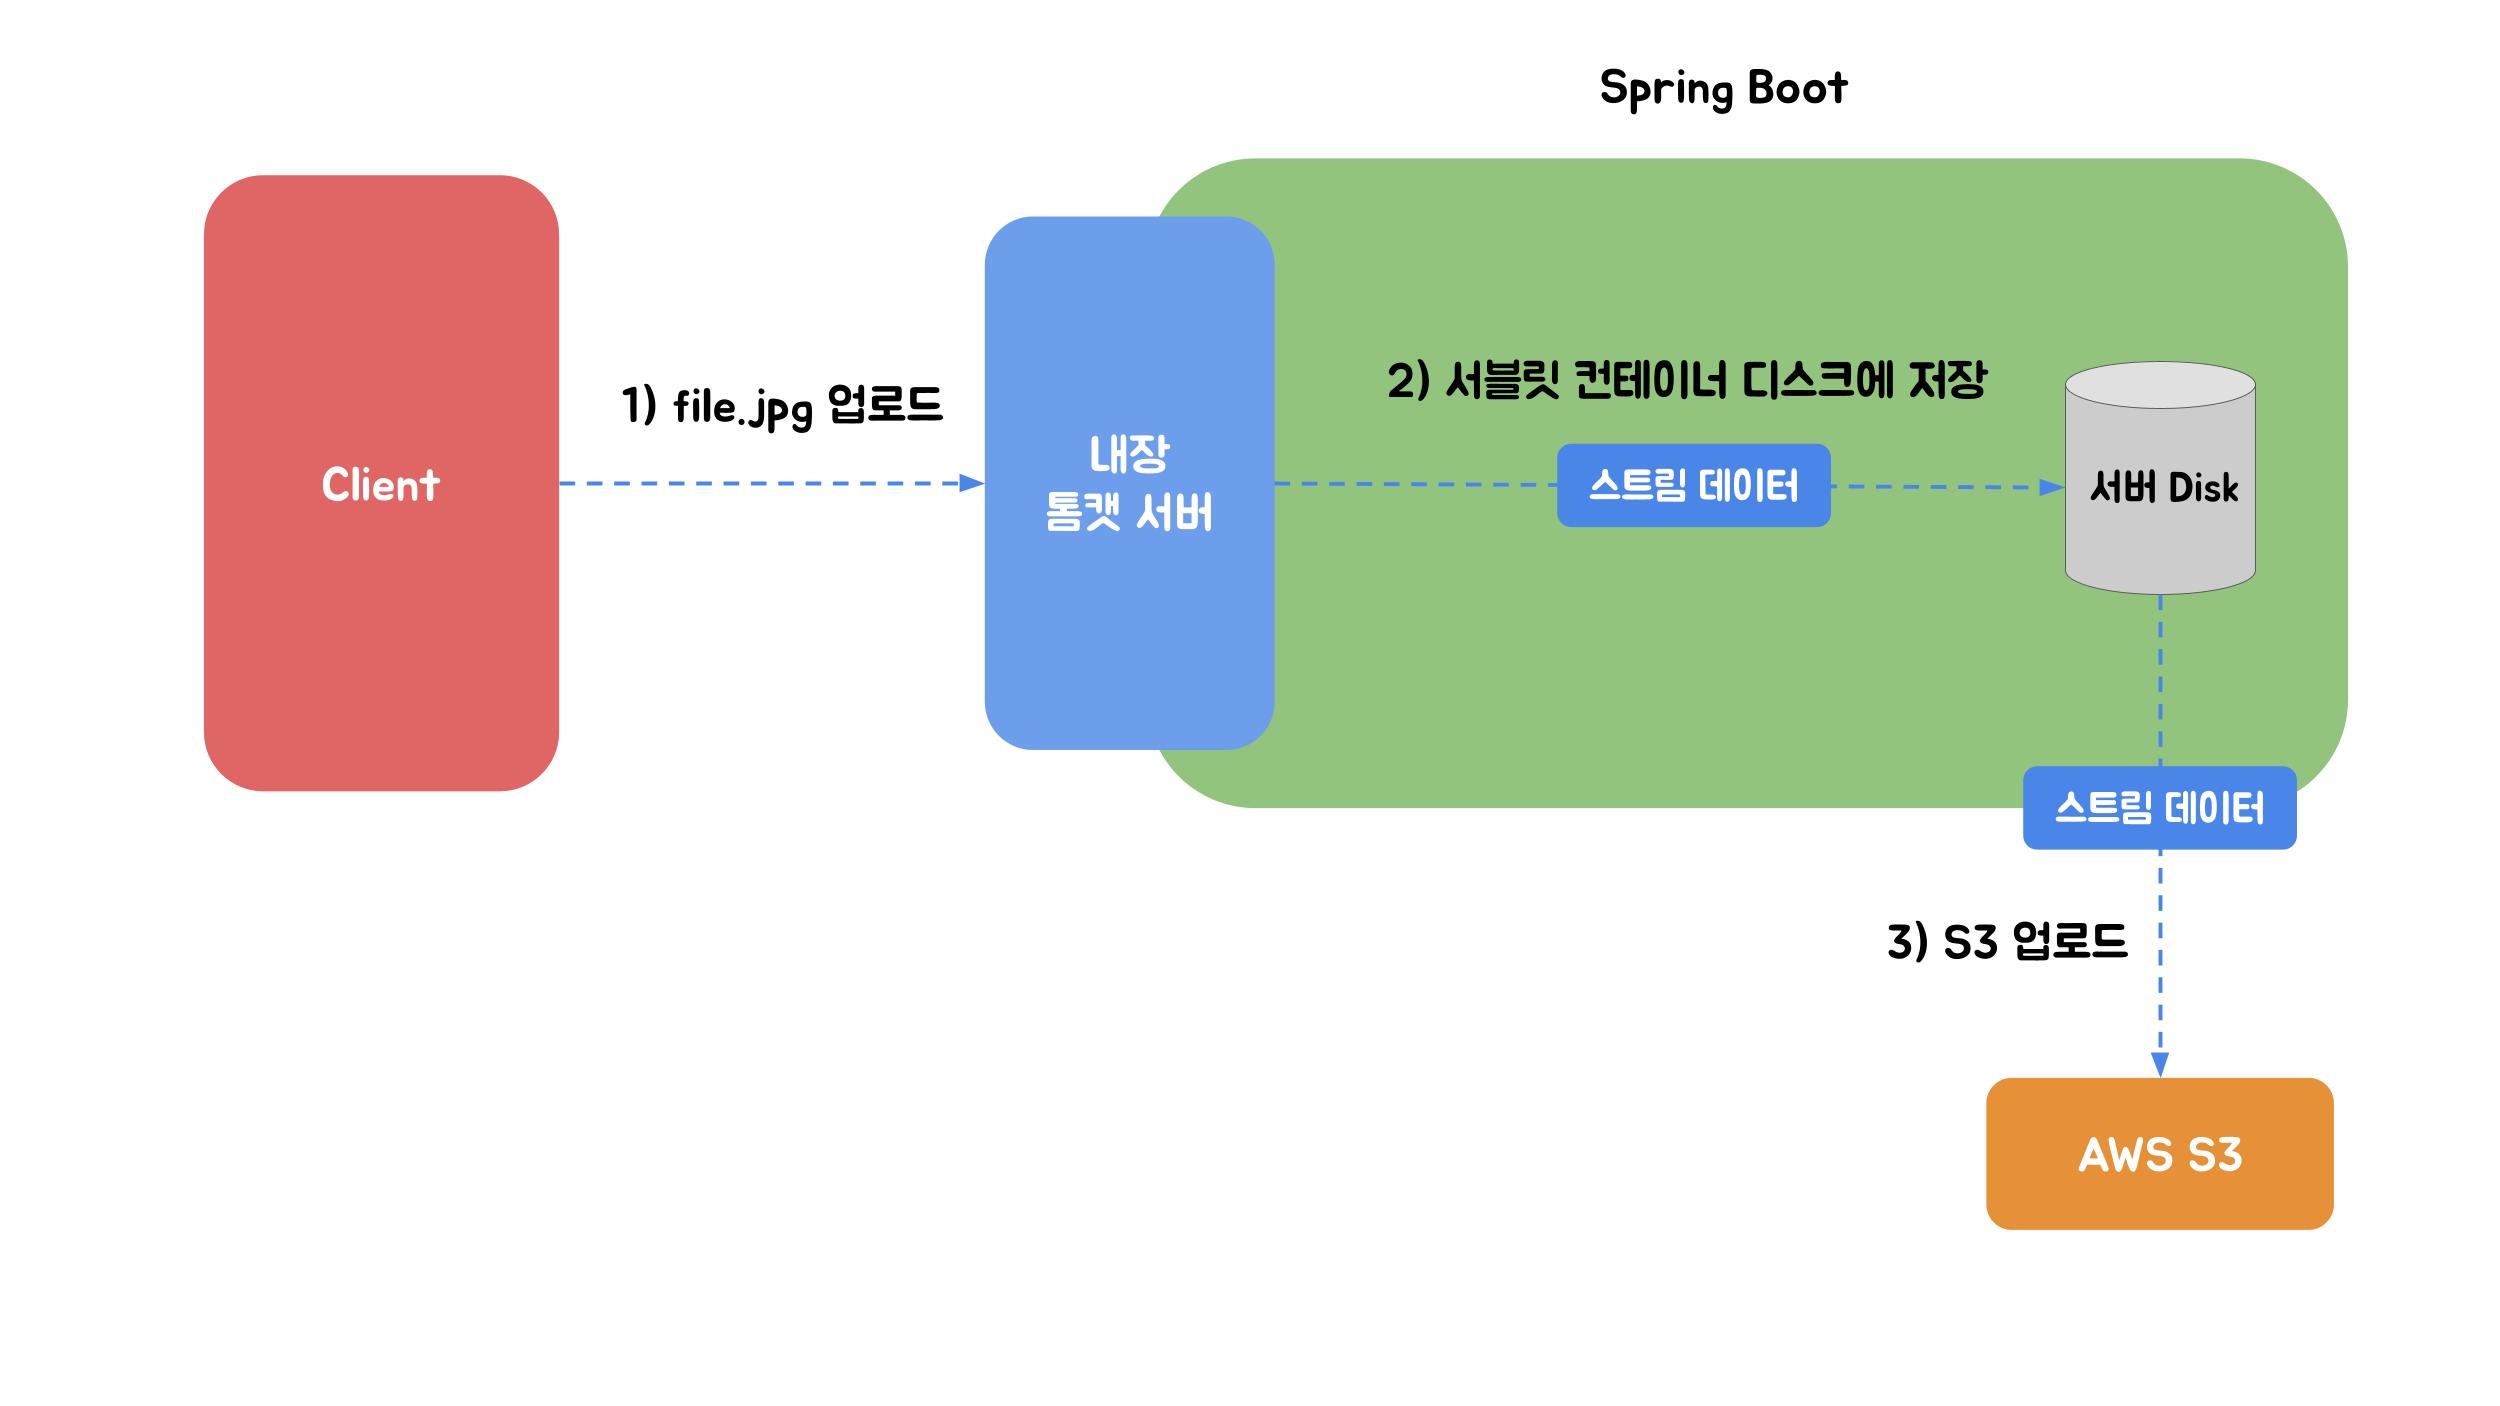 Spring Boot
Client
1) file.jpg 업로드
내장
톰캣 서버
2) 서블릿 컨테이너 디스크에 저장
스트림 데이터
서버 Disk
스트림 데이터
3) S3 업로드
AWS S3